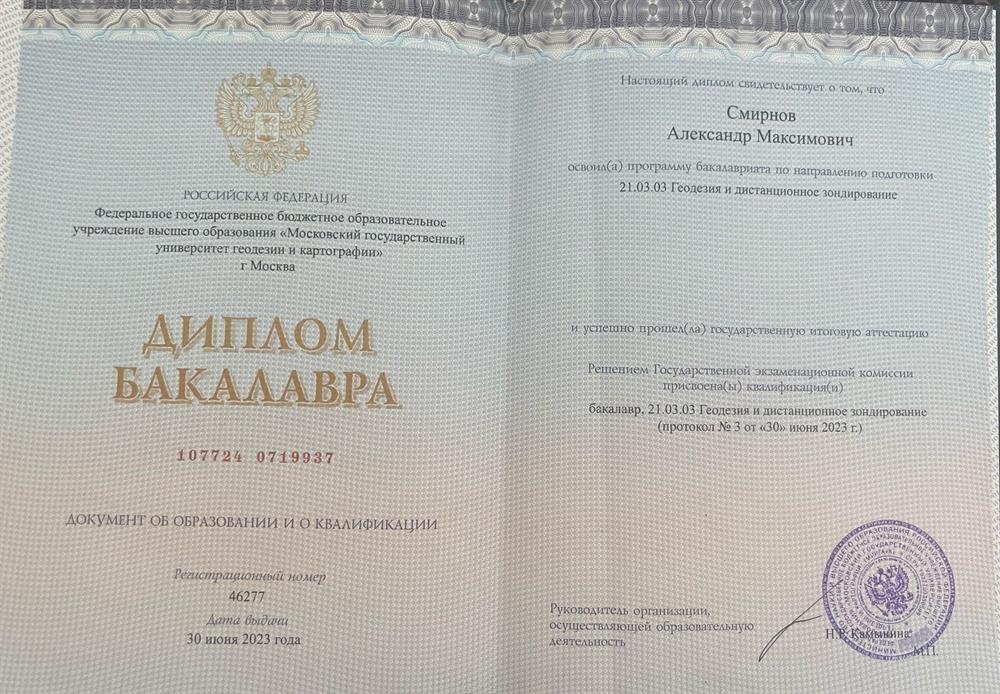 РОССИЙСКАЯ ФЕДЕРАЦИЯ
Федеральное государственное бюджетное образовательное
учреждение высшего образования «Московский государственный
университет геодезии и картографии»
г Москва
ДИПЛОМ
БАКАЛАВРА
107724 0719937
ДОКУМЕНТ ОБ ОБРАЗОВАНИИ И О КВАЛИФИКАЦИИ
Регистрационный номер
46277
Дата выдачи
30 июня 2023 года
Настоящий диплом свидетельствует о том, что
Смирнов
Александр Максимович
освоил(а) программу бакалавриата по направлению подготовки
21.03.03 Геодезия и дистанционное зондирование
и успешно прошел(ла) государственную итоговую аттестацию
Решением Государственной экзаменационной комиссии
присвоена(ы) квалификация(и)
бакалавр, 21.03.03 Геодезия и дистанционное зондирование
(протокол № 3 от «30» июня 2023 г.)
Руководитель организации,
осуществляющей образовательную
деятельность
Н.Р. Камынина
М.П.